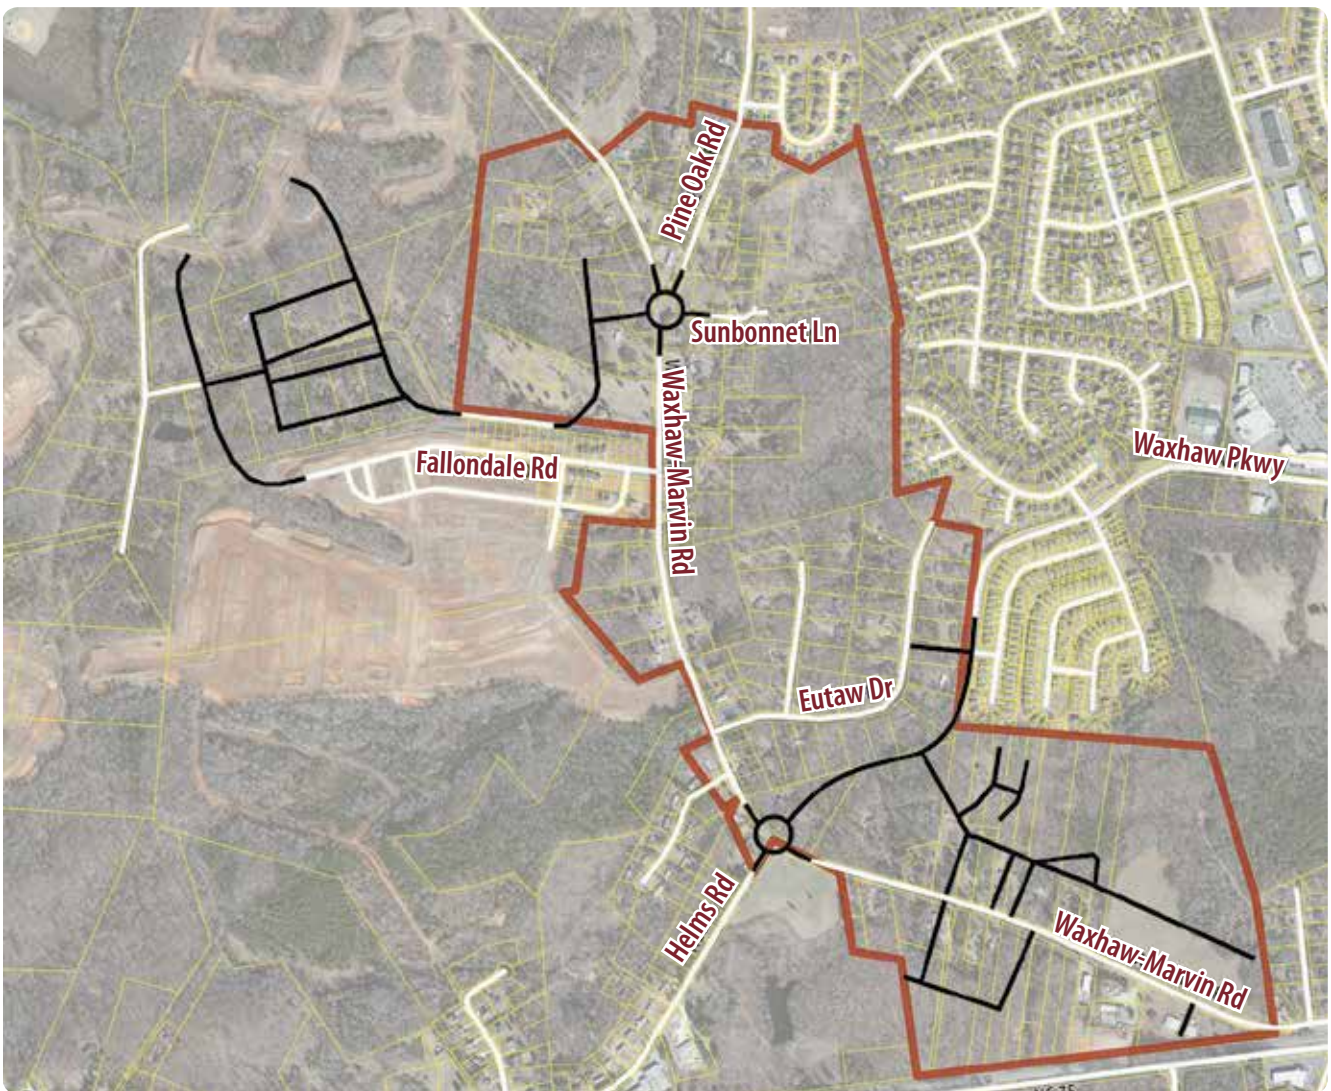 Pine Oak Rd
Sunbonnet Ln
Waxhaw-Marvin Rd
Waxhaw Pkwy
Fallondale Rd
Eutaw Dr
Helms Rd
Waxhaw-Marvin Rd